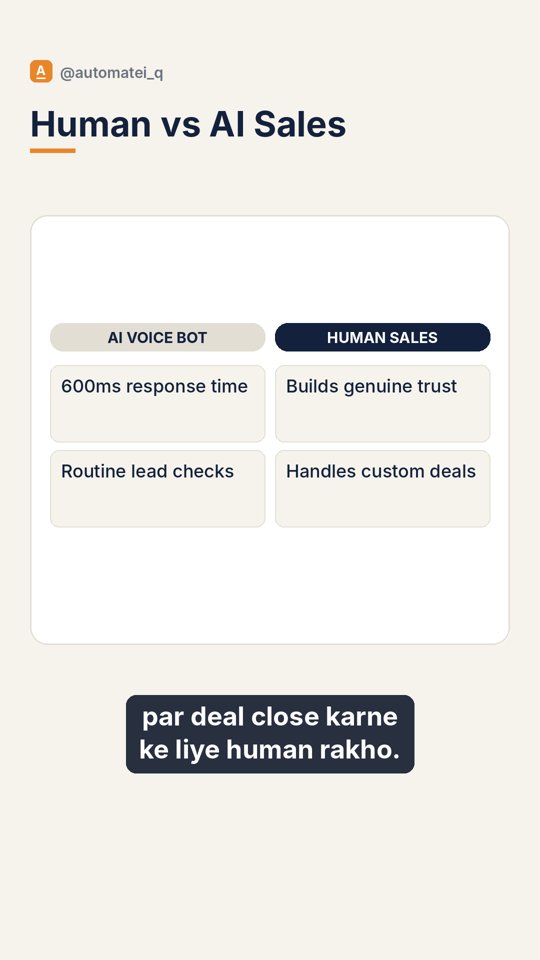 A
@automatei_q
Human vs AI Sales
AI VOICE BOT
HUMAN SALES
600ms response time
Builds genuine trust
Routine lead checks
Handles custom deals
par deal close karne
ke liye human rakho.